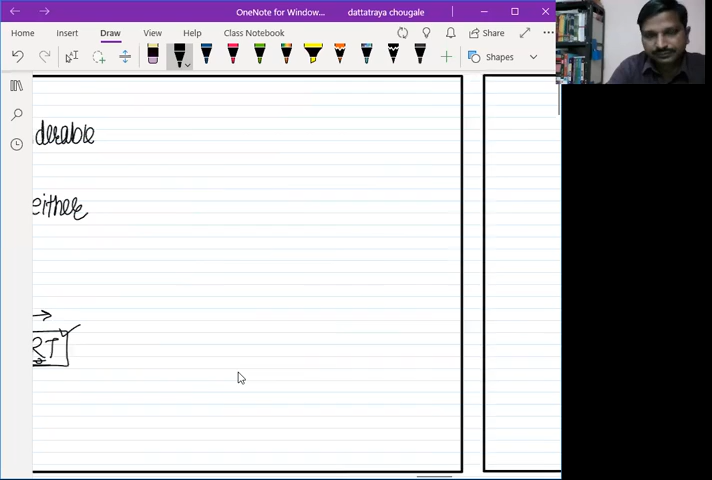 OneNote for Window... dattatraya chougale
Home Insert Draw View Help Class Notebook Share
Shapes
derable
either
RT